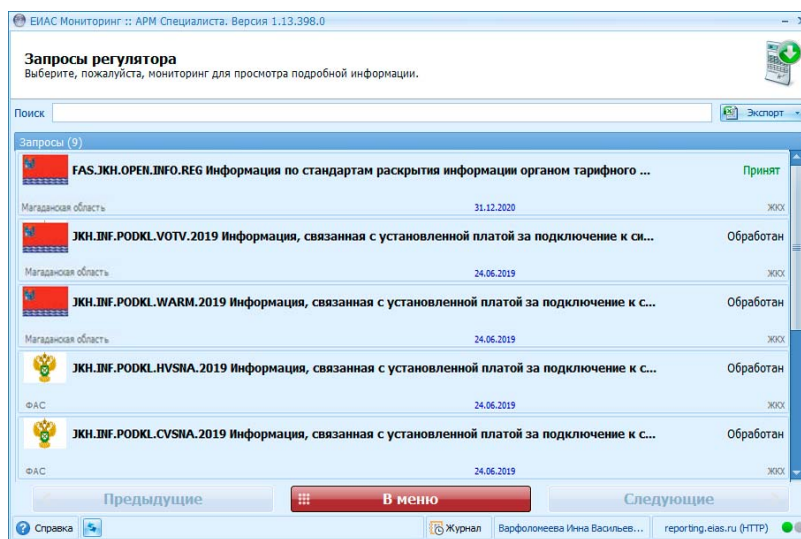 ЕИАС Мониторинг :: АРМ Специалиста. Версия 1.13.398.0
Запросы регулятора
Выберите, пожалуйста, мониторинг для просмотра подробной информации.
Поиск
Экспорт
Запросы (9)
FAS.JKH.OPEN.INFO.REG Информация по стандартам раскрытия информации органом тарифного ...
Принят
Магаданская область
31.12.2020
ЖКХ
JKH.INF.PODKL.VOTV.2019 Информация, связанная с установленной платой за подключение к си...
Обработан
Магаданская область
24.06.2019
ЖКХ
JKH.INF.PODKL.WARM.2019 Информация, связанная с установленной платой за подключение к с...
Обработан
Магаданская область
24.06.2019
ЖКХ
JKH.INF.PODKL.HVSNA.2019 Информация, связанная с установленной платой за подключение к с...
Обработан
ФАС
24.06.2019
ЖКХ
JKH.INF.PODKL.CVSNA.2019 Информация, связанная с установленной платой за подключение к с...
Обработан
ФАС
24.06.2019
ЖКХ
Предыдущие
В меню
Следующие
Справка
Журнал
Варфоломеева Инна Васильев...
reporting.eias.ru (HTTP)